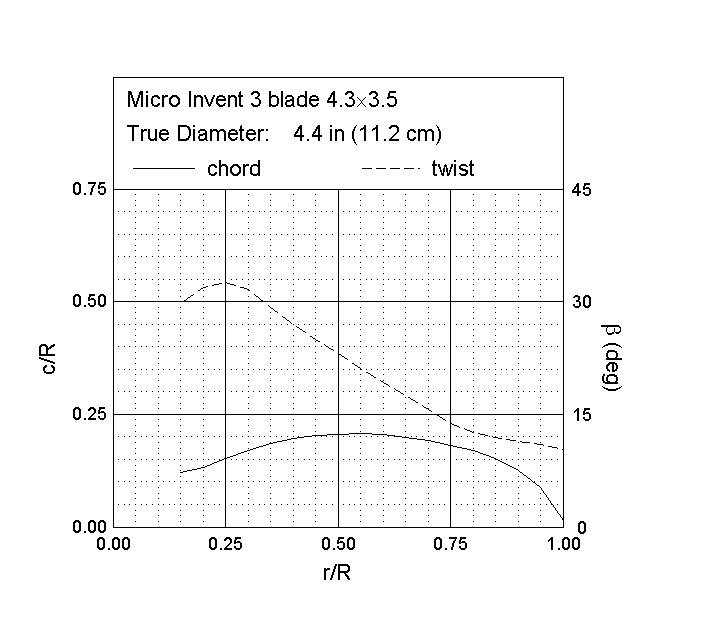 Micro Invent 3 blade 4.3×3.5
True Diameter: 4.4 in (11.2 cm)
chord twist
0.75 45
0.50 30
c/R β (deg)
0.25 15
0.00 0
0.00 0.25 0.50 0.75 1.00
r/R